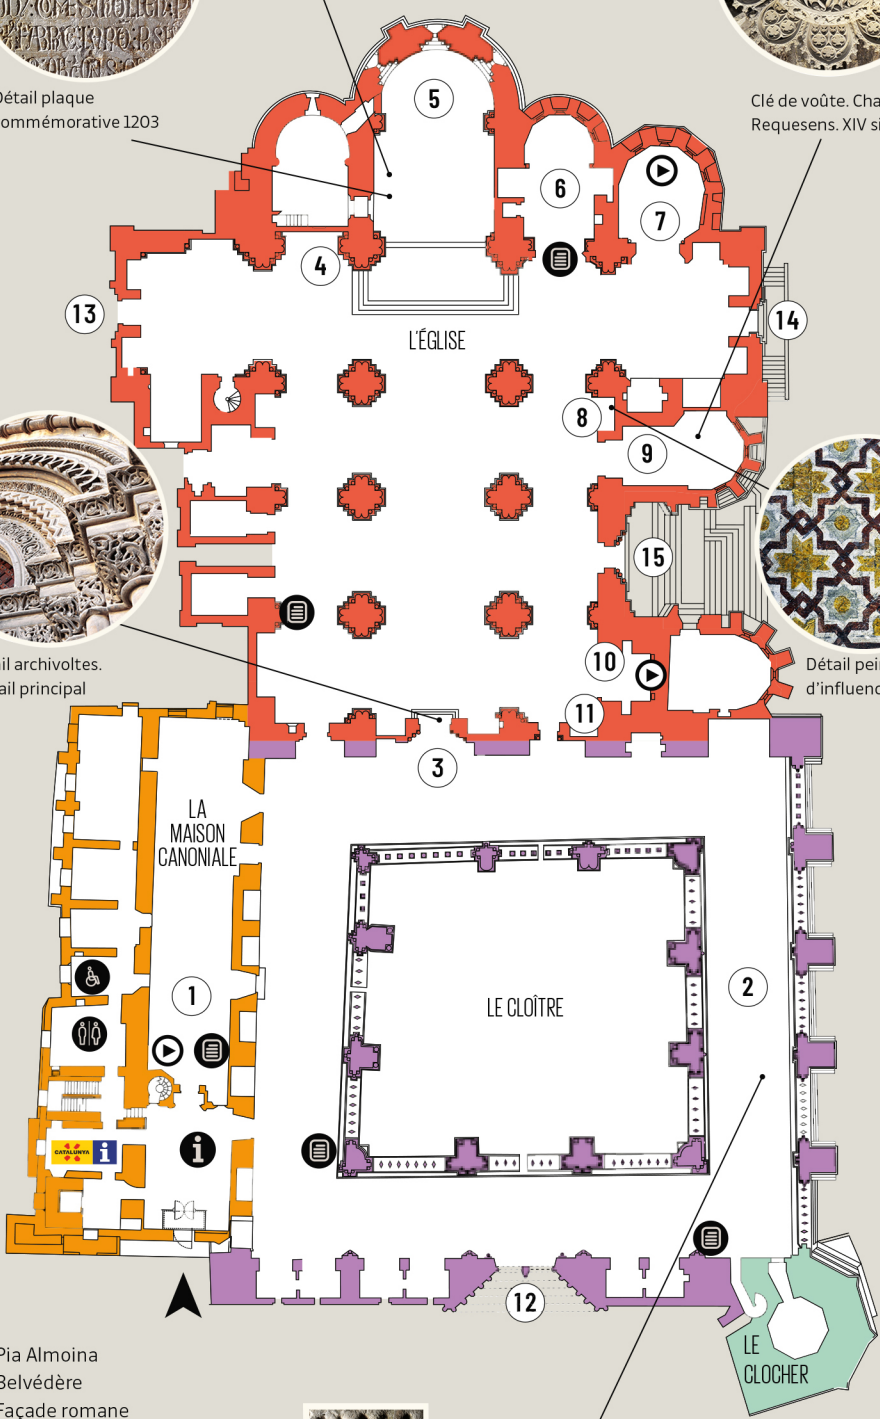 Détail plaque
commémorative 1203
Clé de voûte. Cha
Requesens. XIV si
5
6
7
4
13
14
L'ÉGLISE
8
9
15
il archivoltes.
ail principal
10
11
Détail pei
d'influenc
3
LA
MAISON
CANONIALE
1
2
LE CLOÎTRE
CATALUNYA i
i
12
LE
CLOCHER
Pia Almoina
Belvédère
Façade romane